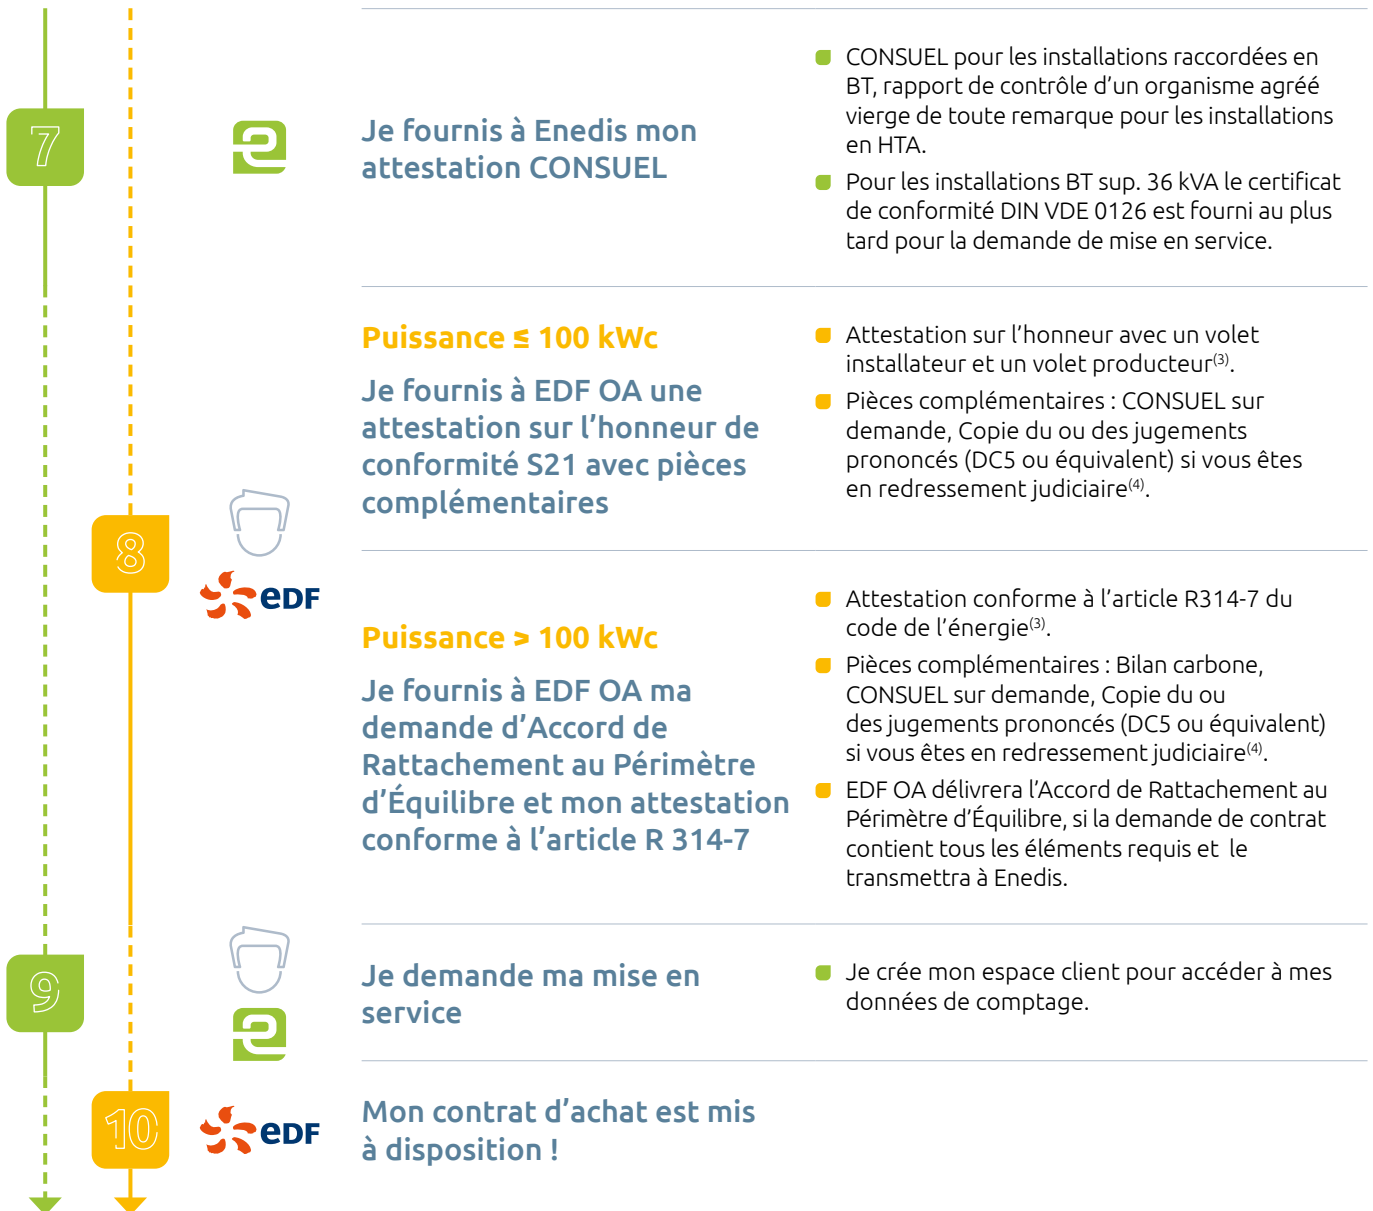 7
Je fournis à Enedis mon
attestation CONSUEL
CONSUEL pour les installations raccordées en
BT, rapport de contrôle d’un organisme agréé
vierge de toute remarque pour les installations
en HTA.
Pour les installations BT sup. 36 kVA le certificat
de conformité DIN VDE 0126 est fourni au plus
tard pour la demande de mise en service.
8
eDF
Puissance ≤ 100 kWc
Je fournis à EDF OA une
attestation sur l’honneur de
conformité S21 avec pièces
complémentaires
Attestation sur l’honneur avec un volet
installateur et un volet producteur(3).
Pièces complémentaires : CONSUEL sur
demande, Copie du ou des jugements
prononcés (DC5 ou équivalent) si vous êtes
en redressement judiciaire(4).
Puissance > 100 kWc
Je fournis à EDF OA ma
demande d’Accord de
Rattachement au Périmètre
d’Équilibre et mon attestation
conforme à l’article R 314-7
Attestation conforme à l’article R314-7 du
code de l’énergie(3).
Pièces complémentaires : Bilan carbone,
CONSUEL sur demande, Copie du ou
des jugements prononcés (DC5 ou équivalent)
si vous êtes en redressement judiciaire(4).
EDF OA délivrera l’Accord de Rattachement au
Périmètre d’Équilibre, si la demande de contrat
contient tous les éléments requis et le
transmettra à Enedis.
9
Je demande ma mise en
service
Je crée mon espace client pour accéder à mes
données de comptage.
10
eDF
Mon contrat d’achat est mis
à disposition !